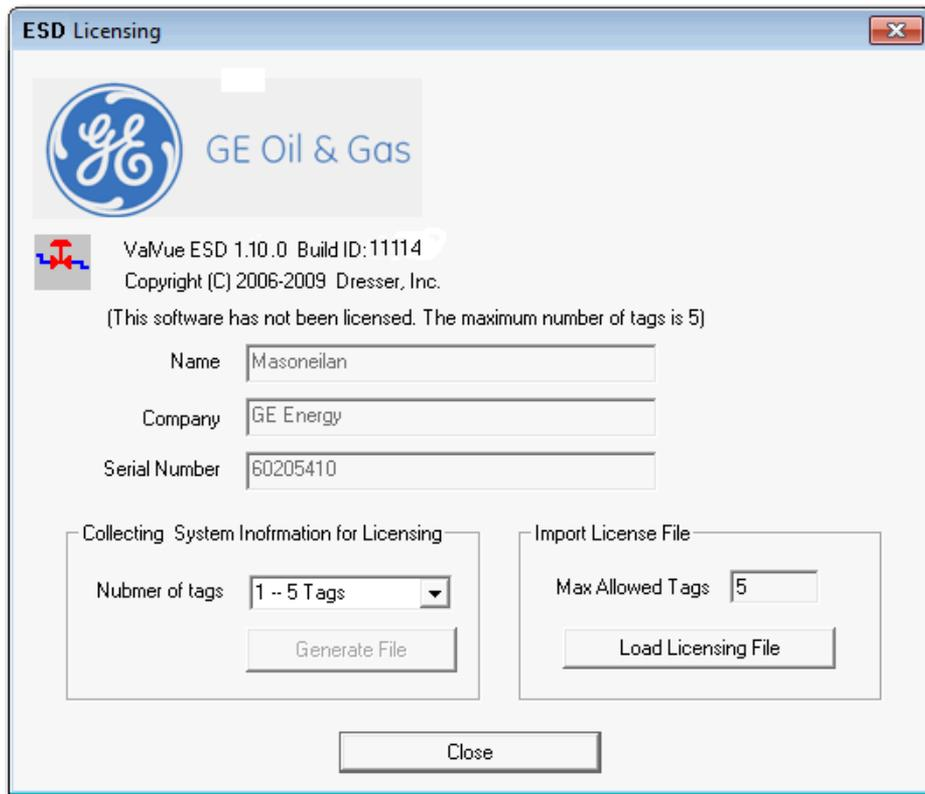 ESD Licensing
GE Oil & Gas
ValVue ESD 1.10.0 Build ID: 11114
Copyright (C) 2006-2009 Dresser, Inc.
(This software has not been licensed. The maximum number of tags is 5)
Name Masoneilan
Company GE Energy
Serial Number 60205410
Collecting System Inofrmation for Licensing
Nubmer of tags 1 -- 5 Tags
Generate File
Import License File
Max Allowed Tags 5
Load Licensing File
Close